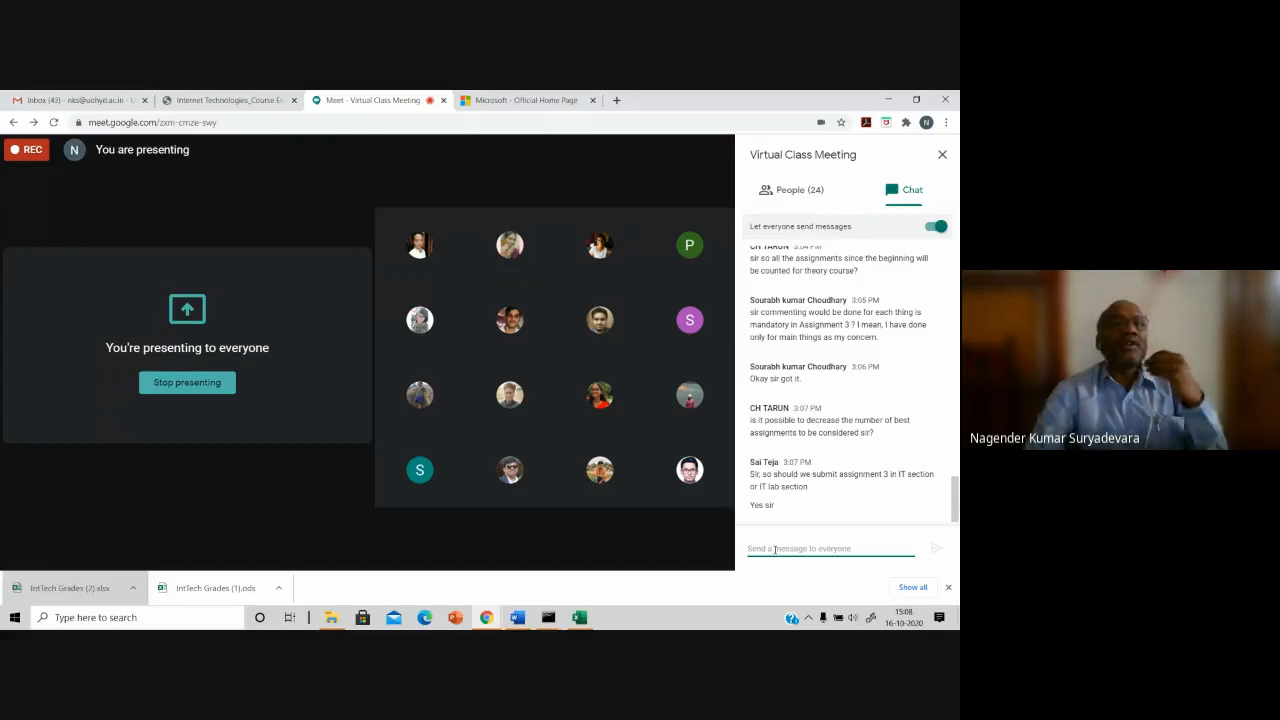 Inbox (43) - nks@uohyd.ac.in - U
Internet Technologies_Course Ev
Meet - Virtual Class Meeting
Microsoft - Official Home Page
meet.google.com/zxm-cmze-swy
N
REC
N
You are presenting
Virtual Class Meeting
People (24)
Chat
Let everyone send messages
CH TARUN 3:04 PM
sir so all the assignments since the beginning will
be counted for theory course?
Sourabh kumar Choudhary 3:05 PM
sir commenting would be done for each thing is
mandatory in Assignment 3 ? I mean, I have done
only for main things as my concern.
Sourabh kumar Choudhary 3:06 PM
Okay sir got it.
CH TARUN 3:07 PM
is it possible to decrease the number of best
assignments to be considered sir?
Sai Teja 3:07 PM
Sir, so should we submit assignment 3 in IT section
or IT lab section
Yes sir
Send a message to everyone
You're presenting to everyone
Stop presenting
P
S
S
Nagender Kumar Suryadevara
IntTech Grades (2).xlsx
IntTech Grades (1).ods
Show all
Type here to search
15:08
16-10-2020